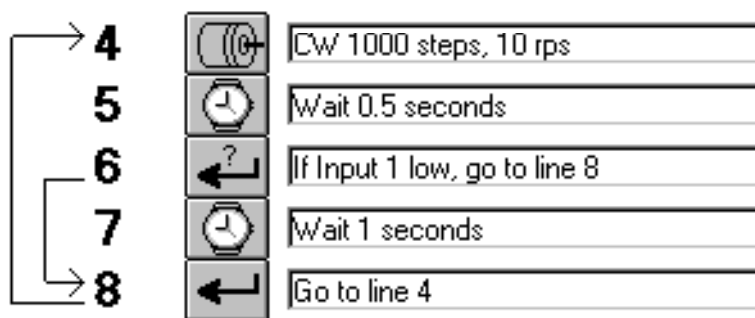 4 CW 1000 steps, 10 rps
5 Wait 0.5 seconds
6 ? If Input 1 low, go to line 8
7 Wait 1 seconds
8 Go to line 4